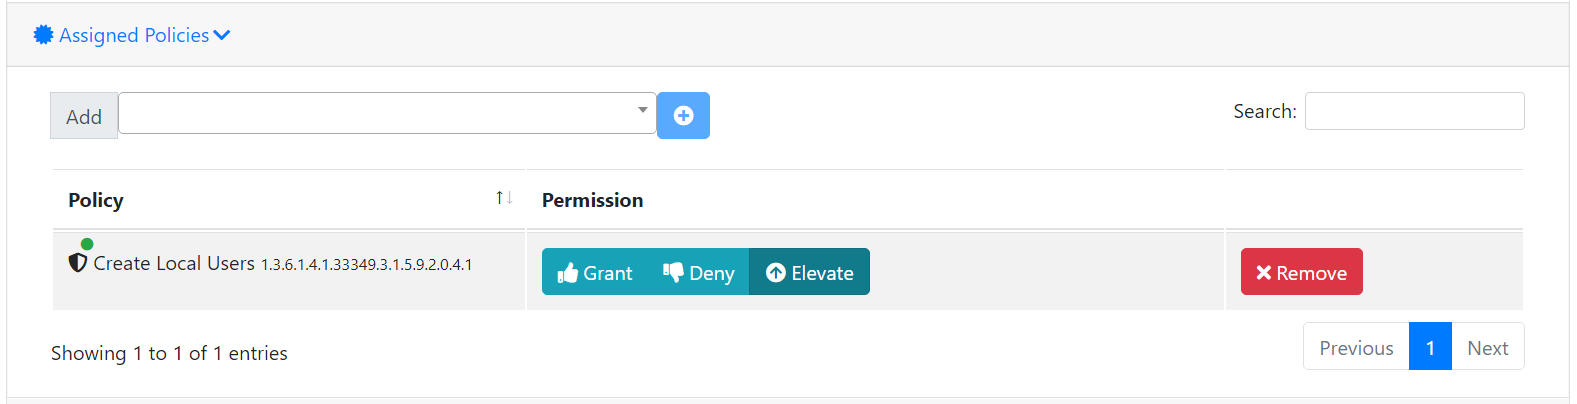 Assigned Policies
Add
Search:
Policy Permission
Create Local Users 1.3.6.1.4.1.33349.3.1.5.9.2.0.4.1 Grant Deny Elevate Remove
Showing 1 to 1 of 1 entries
Previous 1 Next